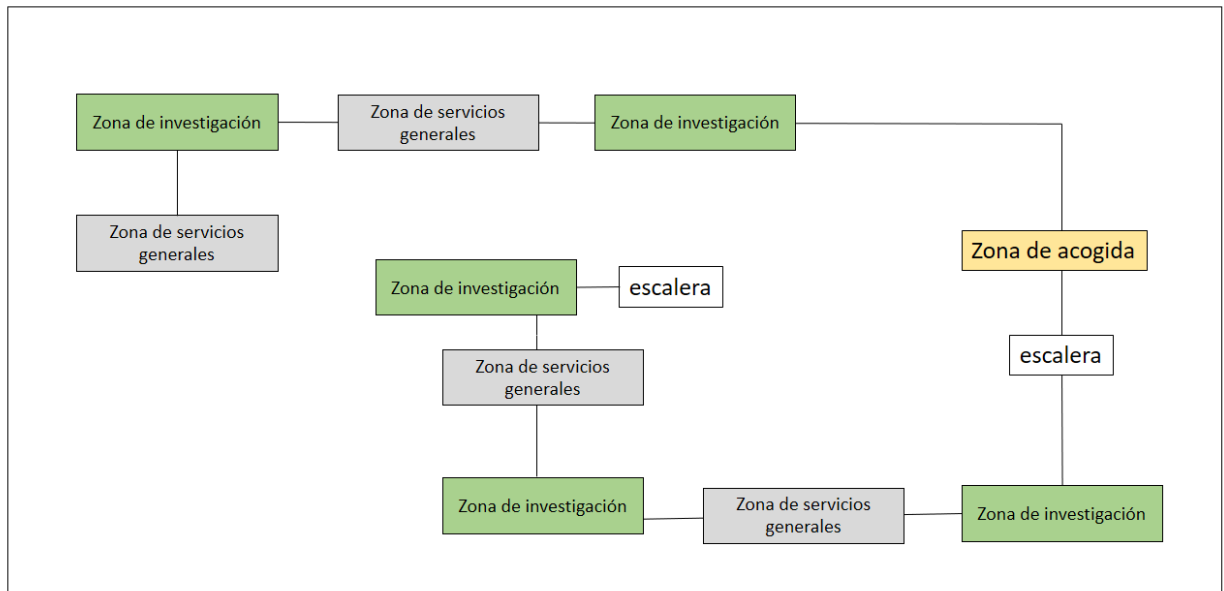 Zona de investigación
Zona de servicios
generales
Zona de investigación
Zona de servicios
generales
Zona de acogida
Zona de investigación
escalera
escalera
Zona de servicios
generales
Zona de investigación
Zona de servicios
generales
Zona de investigación